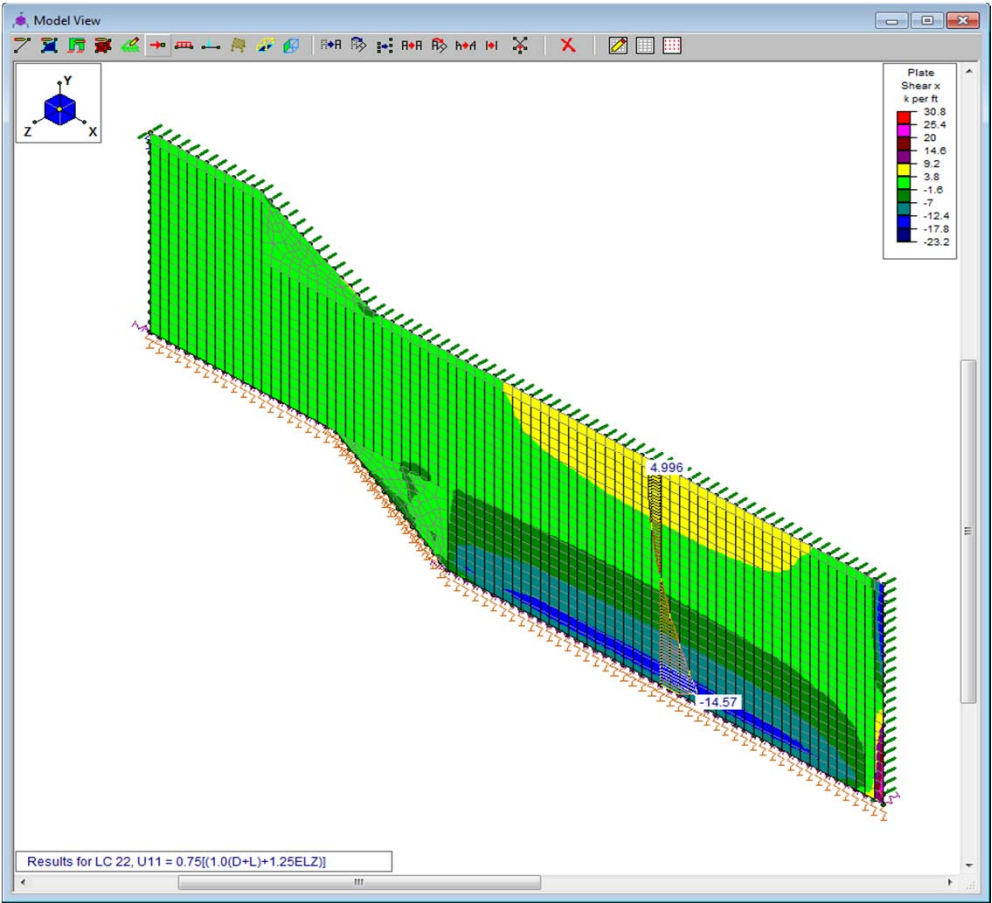 Model View
Y
Z
X
Plate
Shear x
k per ft
30.8
25.4
20
14.6
9.2
3.8
-1.6
-7
-12.4
-17.8
-23.2
4.996
-14.57
Results for LC 22, U11 = 0.75[(1.0(D+L)+1.25ELZ)]